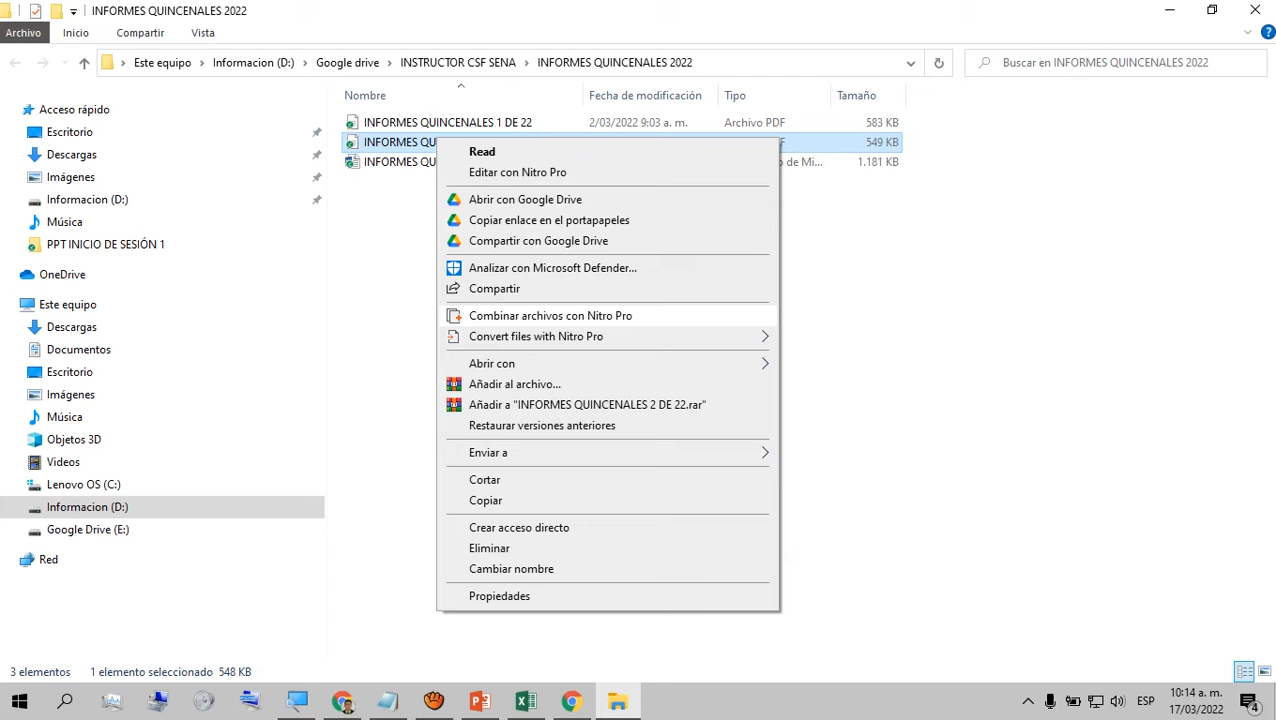 INFORMES QUINCENALES 2022
Archivo Inicio Compartir Vista
Este equipo Informacion (D:) Google drive INSTRUCTOR CSF SENA INFORMES QUINCENALES 2022
Buscar en INFORMES QUINCENALES 2022
Nombre Fecha de modificación Tipo Tamaño
INFORMES QUINCENALES 1 DE 22 2/03/2022 9:03 a. m. Archivo PDF 583 KB
INFORMES QU F 549 KB
INFORMES QU o de Mi... 1.181 KB
Acceso rápido
Escritorio
Descargas
Imágenes
Informacion (D:)
Música
PPT INICIO DE SESIÓN 1
OneDrive
Este equipo
Descargas
Documentos
Escritorio
Imágenes
Música
Objetos 3D
Videos
Lenovo OS (C:)
Informacion (D:)
Google Drive (E:)
Red
Read
Editar con Nitro Pro
Abrir con Google Drive
Copiar enlace en el portapapeles
Compartir con Google Drive
Analizar con Microsoft Defender...
Compartir
Combinar archivos con Nitro Pro
Convert files with Nitro Pro
Abrir con
Añadir al archivo...
Añadir a "INFORMES QUINCENALES 2 DE 22.rar"
Restaurar versiones anteriores
Enviar a
Cortar
Copiar
Crear acceso directo
Eliminar
Cambiar nombre
Propiedades
3 elementos 1 elemento seleccionado 548 KB
ESP
10:14 a. m.
17/03/2022
4